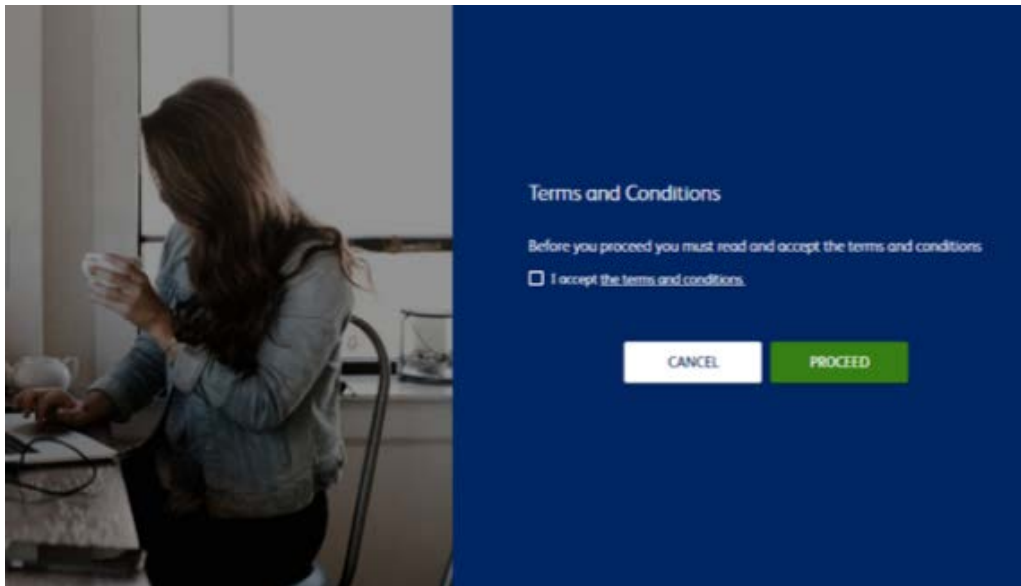 Terms and Conditions
Before you proceed you must read and accept the terms and conditions
I accept the terms and conditions.
CANCEL
PROCEED